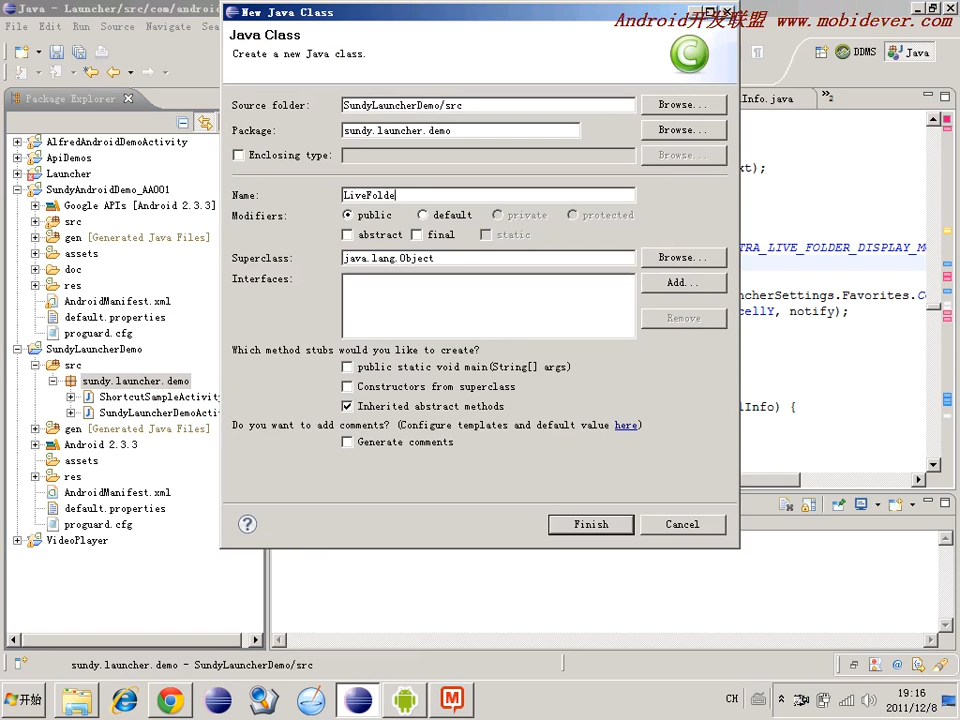 Java - Launcher/src/com/androi
New Java Class
Android开发联盟 www.mobidever.com
File Edit Run Source Navigate Sea
Java Class
Create a new Java class.
DDMS
Java
Package Explorer
Info.java
2
Source folder:
SundyLauncherDemo/src
Browse...
Package:
sundy.launcher.demo
Browse...
Enclosing type:
Browse...
Name:
LiveFolde
Modifiers:
public
default
private
protected
abstract
final
static
Superclass:
java.lang.Object
Browse...
Interfaces:
Add...
Remove
Which method stubs would you like to create?
public static void main(String[] args)
Constructors from superclass
Inherited abstract methods
Do you want to add comments? (Configure templates and default value here)
Generate comments
Finish
Cancel
AlfredAndroidDemoActivity
ApiDemos
Launcher
SundyAndroidDemo_AA001
Google APIs [Android 2.3.3]
src
gen [Generated Java Files]
assets
doc
res
AndroidManifest.xml
default.properties
proguard.cfg
SundyLauncherDemo
src
sundy.launcher.demo
ShortcutSampleActivity
SundyLauncherDemoActi
gen [Generated Java Files]
Android 2.3.3
assets
res
AndroidManifest.xml
default.properties
proguard.cfg
VideoPlayer
xt);
TRA_LIVE_FOLDER_DISPLAY_M
ncherSettings.Favorites.C
cellY, notify);
lInfo) {
sundy.launcher.demo - SundyLauncherDemo/src
开始
CH
19:16
2011/12/8